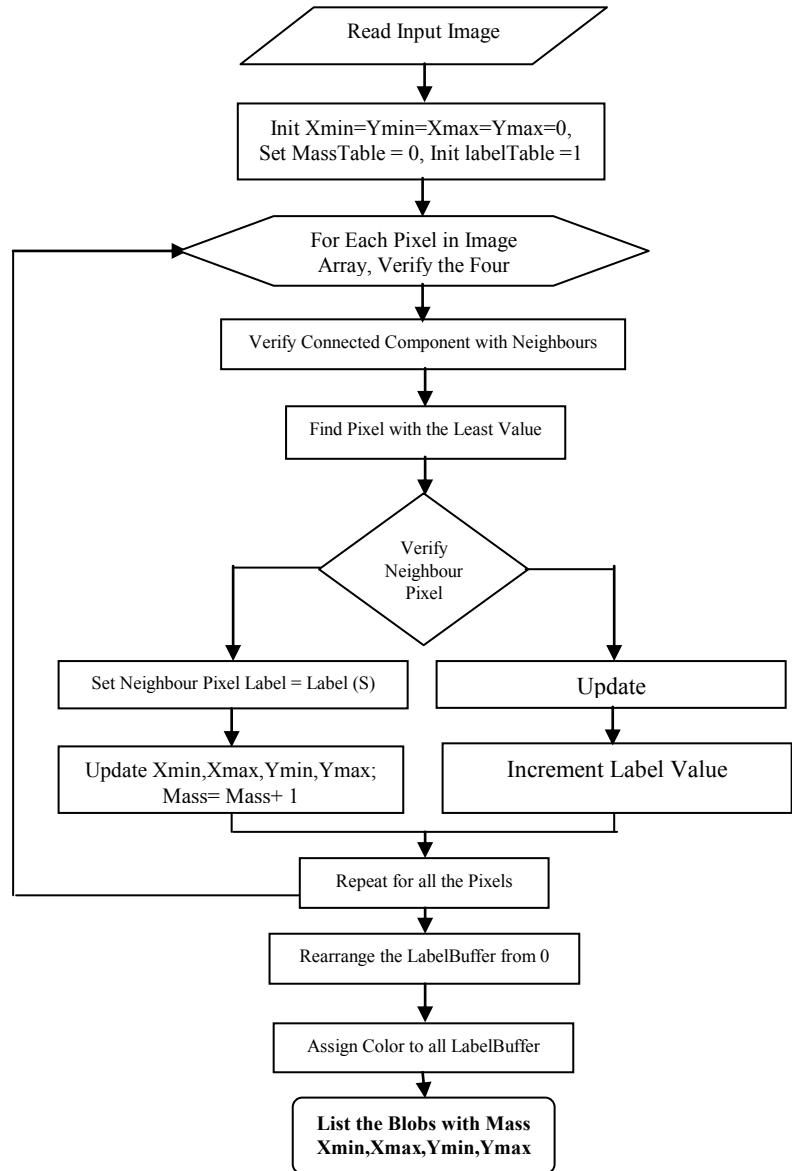 Read Input Image
Init Xmin=Ymin=Xmax=Ymax=0,
Set MassTable = 0, Init labelTable =1
For Each Pixel in Image
Array, Verify the Four
Verify Connected Component with Neighbours
Find Pixel with the Least Value
Verify
Neighbour
Pixel
Set Neighbour Pixel Label = Label (S)
Update
Update Xmin,Xmax,Ymin,Ymax;
Mass= Mass+ 1
Increment Label Value
Repeat for all the Pixels
Rearrange the LabelBuffer from 0
Assign Color to all LabelBuffer
List the Blobs with Mass
Xmin,Xmax,Ymin,Ymax